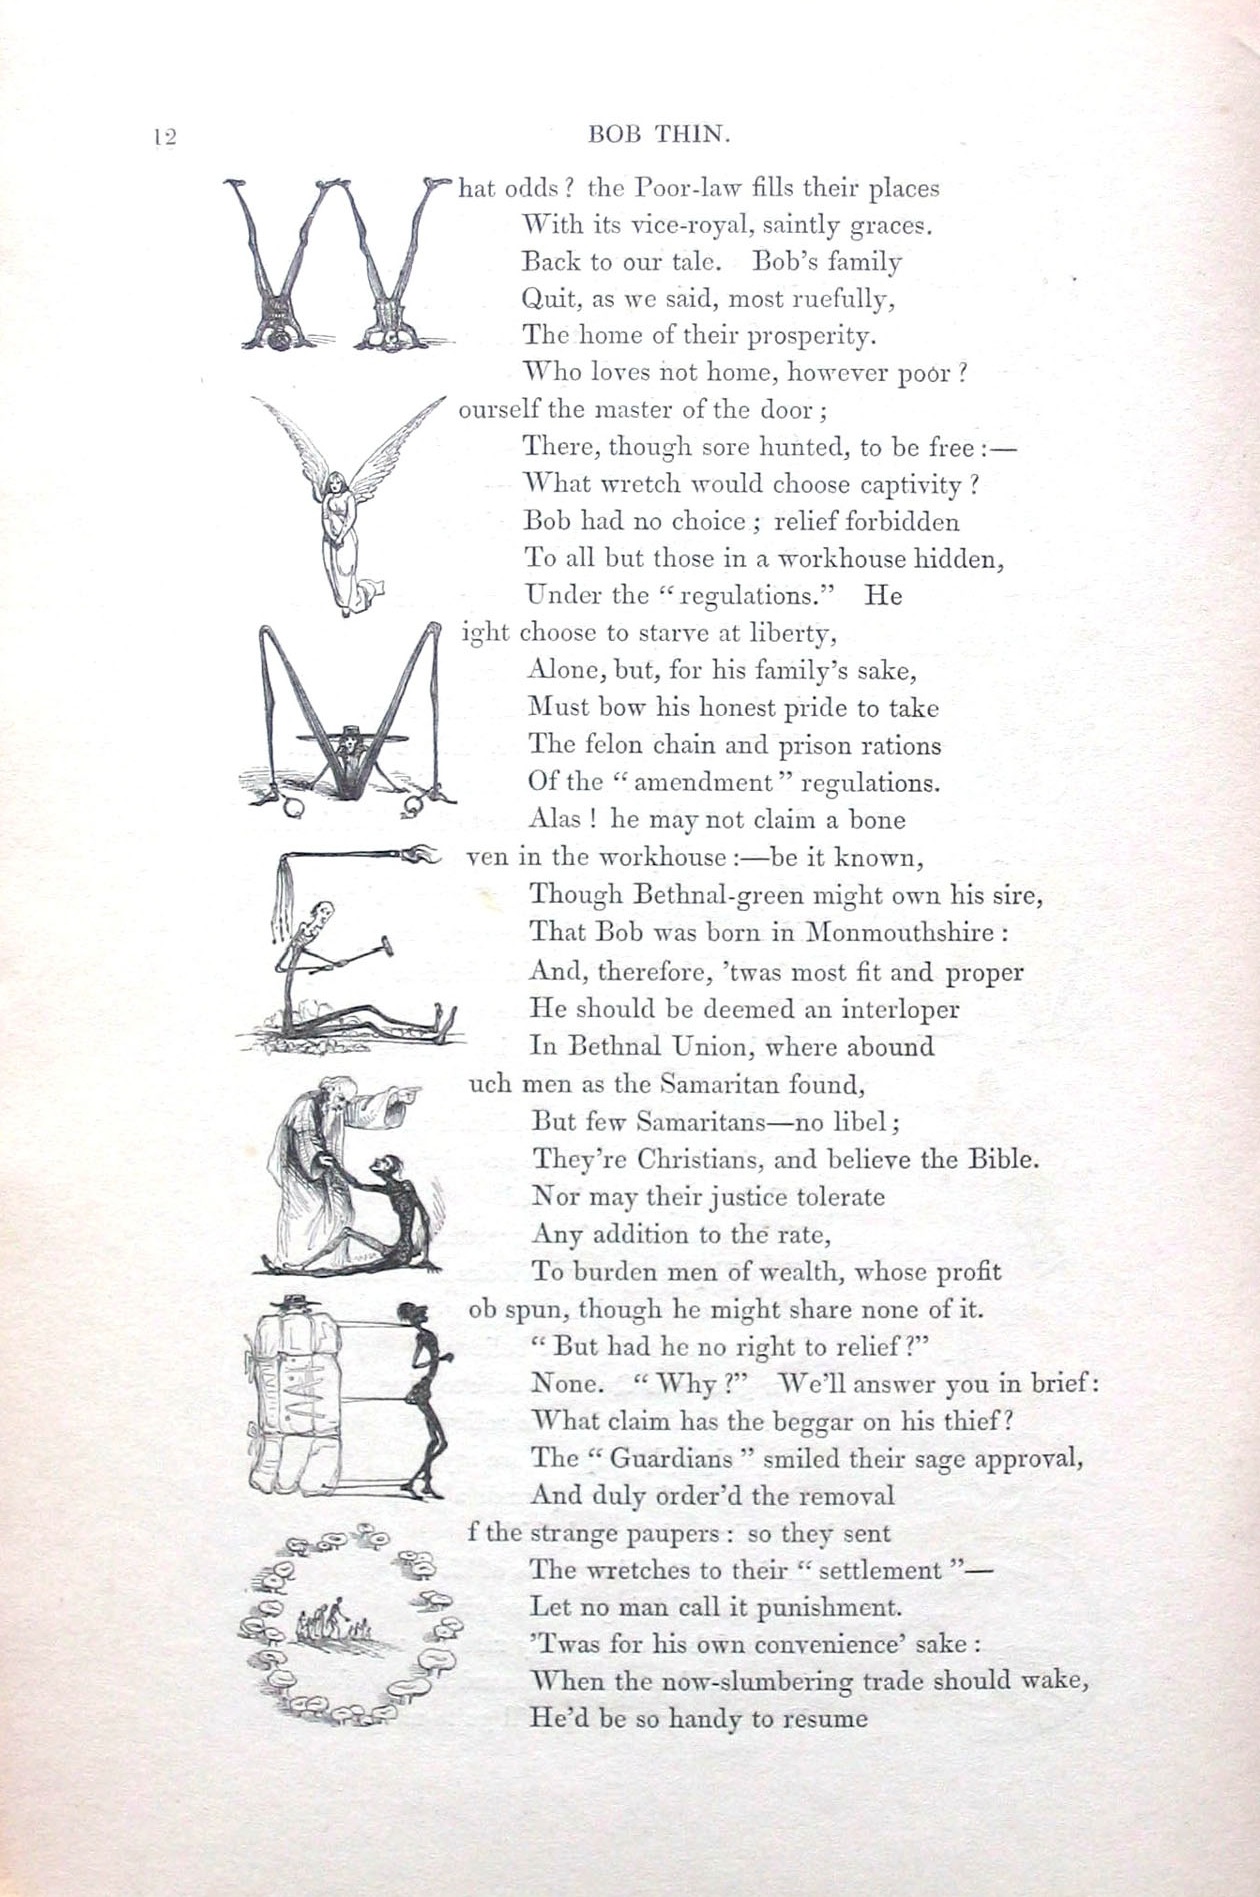 12
BOB THIN.
What odds? the Poor-law fills their places
With its vice-royal, saintly graces.
Back to our tale. Bob's family
Quit, as we said, most ruefully,
The home of their prosperity.
Who loves not home, however poor?
Yourself the master of the door;
There, though sore hunted, to be free:—
What wretch would choose captivity?
Bob had no choice; relief forbidden
To all but those in a workhouse hidden,
Under the "regulations." He
Might choose to starve at liberty,
Alone, but, for his family's sake,
Must bow his honest pride to take
The felon chain and prison rations
Of the "amendment" regulations.
Alas! he may not claim a bone
Even in the workhouse:—be it known,
Though Bethnal-green might own his sire,
That Bob was born in Monmouthshire:
And, therefore, 'twas most fit and proper
He should be deemed an interloper
In Bethnal Union, where abound
Such men as the Samaritan found,
But few Samaritans—no libel;
They're Christians, and believe the Bible.
Nor may their justice tolerate
Any addition to the rate,
To burden men of wealth, whose profit
Bob spun, though he might share none of it.
"But had he no right to relief?"
None. "Why?" We'll answer you in brief:
What claim has the beggar on his thief?
The "Guardians" smiled their sage approval,
And duly order'd the removal
Of the strange paupers: so they sent
The wretches to their "settlement"—
Let no man call it punishment.
'Twas for his own convenience' sake:
When the now-slumbering trade should wake,
He'd be so handy to resume